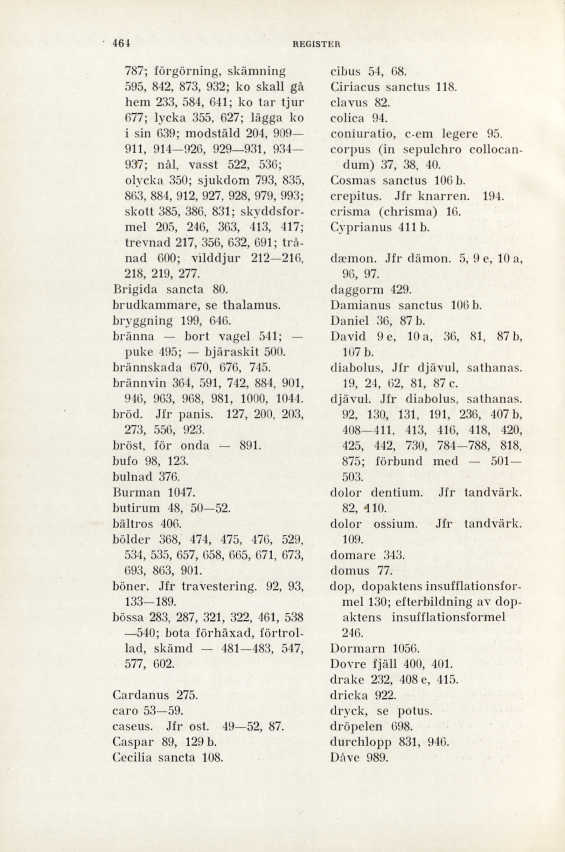 464 REGISTER
787; förgörning, skämning
595, 842, 873, 932; ko skall gå
hem 233, 584, 641; ko tar tjur
677; lycka 355, 627; lägga ko
i sin 639; modstäld 204, 909—
911, 914—926, 929—931, 934—
937; nål, vasst 522, 536;
olycka 350; sjukdom 793, 835,
863, 884, 912, 927, 928, 979, 993;
skott 385, 386, 831; skyddsfor-
mel 205, 246, 363, 413, 417;
trevnad 217, 356, 632, 691; trå-
nad 600; vilddjur 212—216,
218, 219, 277.
Brigida sancta 80.
brudkammare, se thalamus.
bryggning 199, 646.
bränna — bort vagel 541; —
puke 495; — bjäraskit 500.
brännskada 670, 676, 745.
brännvin 364, 591, 742, 884, 901,
946, 963, 968, 981, 1000, 1044.
bröd. Jfr panis. 127, 200, 203,
273, 556, 923.
bröst, för onda — 891.
bufo 98, 123.
bulnad 376.
Burman 1047.
butirum 48, 50—52.
bältros 406.
bölder 368, 474, 475, 476, 529,
534, 535, 657, 658, 665, 671, 673,
693, 863, 901.
böner. Jfr travestering. 92, 93,
133—189.
bössa 283, 287, 321, 322, 461, 538
—540; bota förhäxad, förtrol-
lad, skämd — 481—483, 547,
577, 602.
Cardanus 275.
caro 53—59.
caseus. Jfr ost. 49—52, 87.
Caspar 89, 129 b.
Cecilia sancta 108.
cibus 54, 68.
Ciriacus sanctus 118.
clavus 82.
colica 94.
coniuratio, c-em legere 95.
corpus (in sepulchro collocan-
dum) 37, 38, 40.
Cosmas sanctus 106 b.
crepitus. Jfr knarren. 194.
crisma (chrisma) 16.
Cyprianus 411 b.
dæmon. Jfr dämon. 5, 9 e, 10 a,
96, 97.
daggorm 429.
Damianus sanctus 106 b.
Daniel 36, 87 b.
David 9 e, 10 a, 36, 81, 87 b,
107 b.
diabolus, Jfr djävul, sathanas.
19, 24, 62, 81, 87 c.
djävul. Jfr diabolus, sathanas.
92, 130, 131, 191, 236, 407 b,
408—411, 413, 416, 418, 420,
425, 442, 730, 784—788, 818,
875; förbund med — 501—
503.
dolor dentium. Jfr tandvärk.
82, 110.
dolor ossium. Jfr tandvärk.
109.
domare 343.
domus 77.
dop, dopaktens insufflationsfor-
mel 130; efterbildning av dop-
aktens insufflationsformel
246.
Dormarn 1056.
Dovre fjäll 400, 401.
drake 232, 408 e, 415.
dricka 922.
dryck, se potus.
dröpelen 698.
durchlopp 831, 946.
Dåve 989.